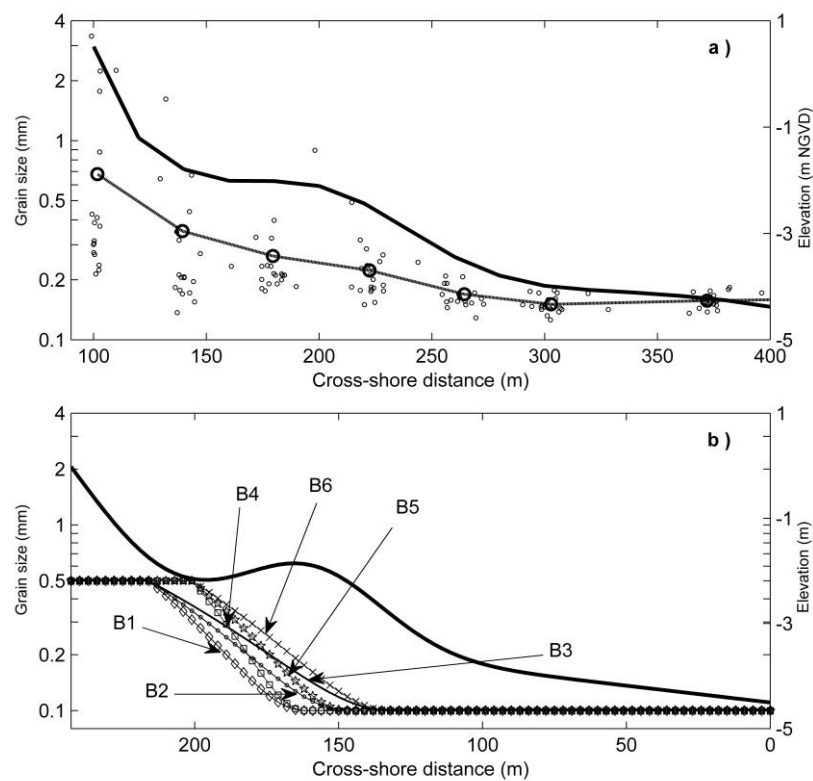 a )
Grain size (mm)
4
2
1
0.5
0.2
0.1
Elevation (m NGVD)
1
-1
-3
-5
100 150 200 250 300 350 400
Cross-shore distance (m)
b )
Grain size (mm)
4
2
1
0.5
0.2
0.1
B4
B6
B5
B1
B3
B2
Elevation (m)
1
-1
-3
-5
200 150 100 50 0
Cross-shore distance (m)